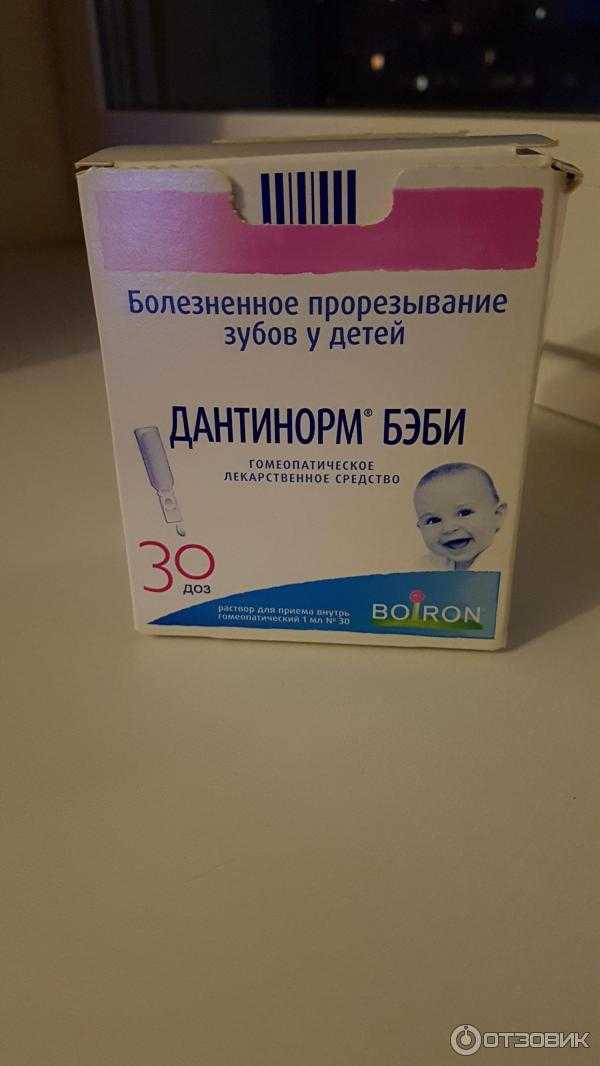 Болезненное прорезывание
зубов у детей
ДАНТИНОРМ® БЭБИ
ГОМЕОПАТИЧЕСКОЕ
ЛЕКАРСТВЕННОЕ СРЕДСТВО
30
ДОЗ
раствор для приема внутрь
гомеопатический 1 мл № 30
BOIRON
ОТЗОВИК